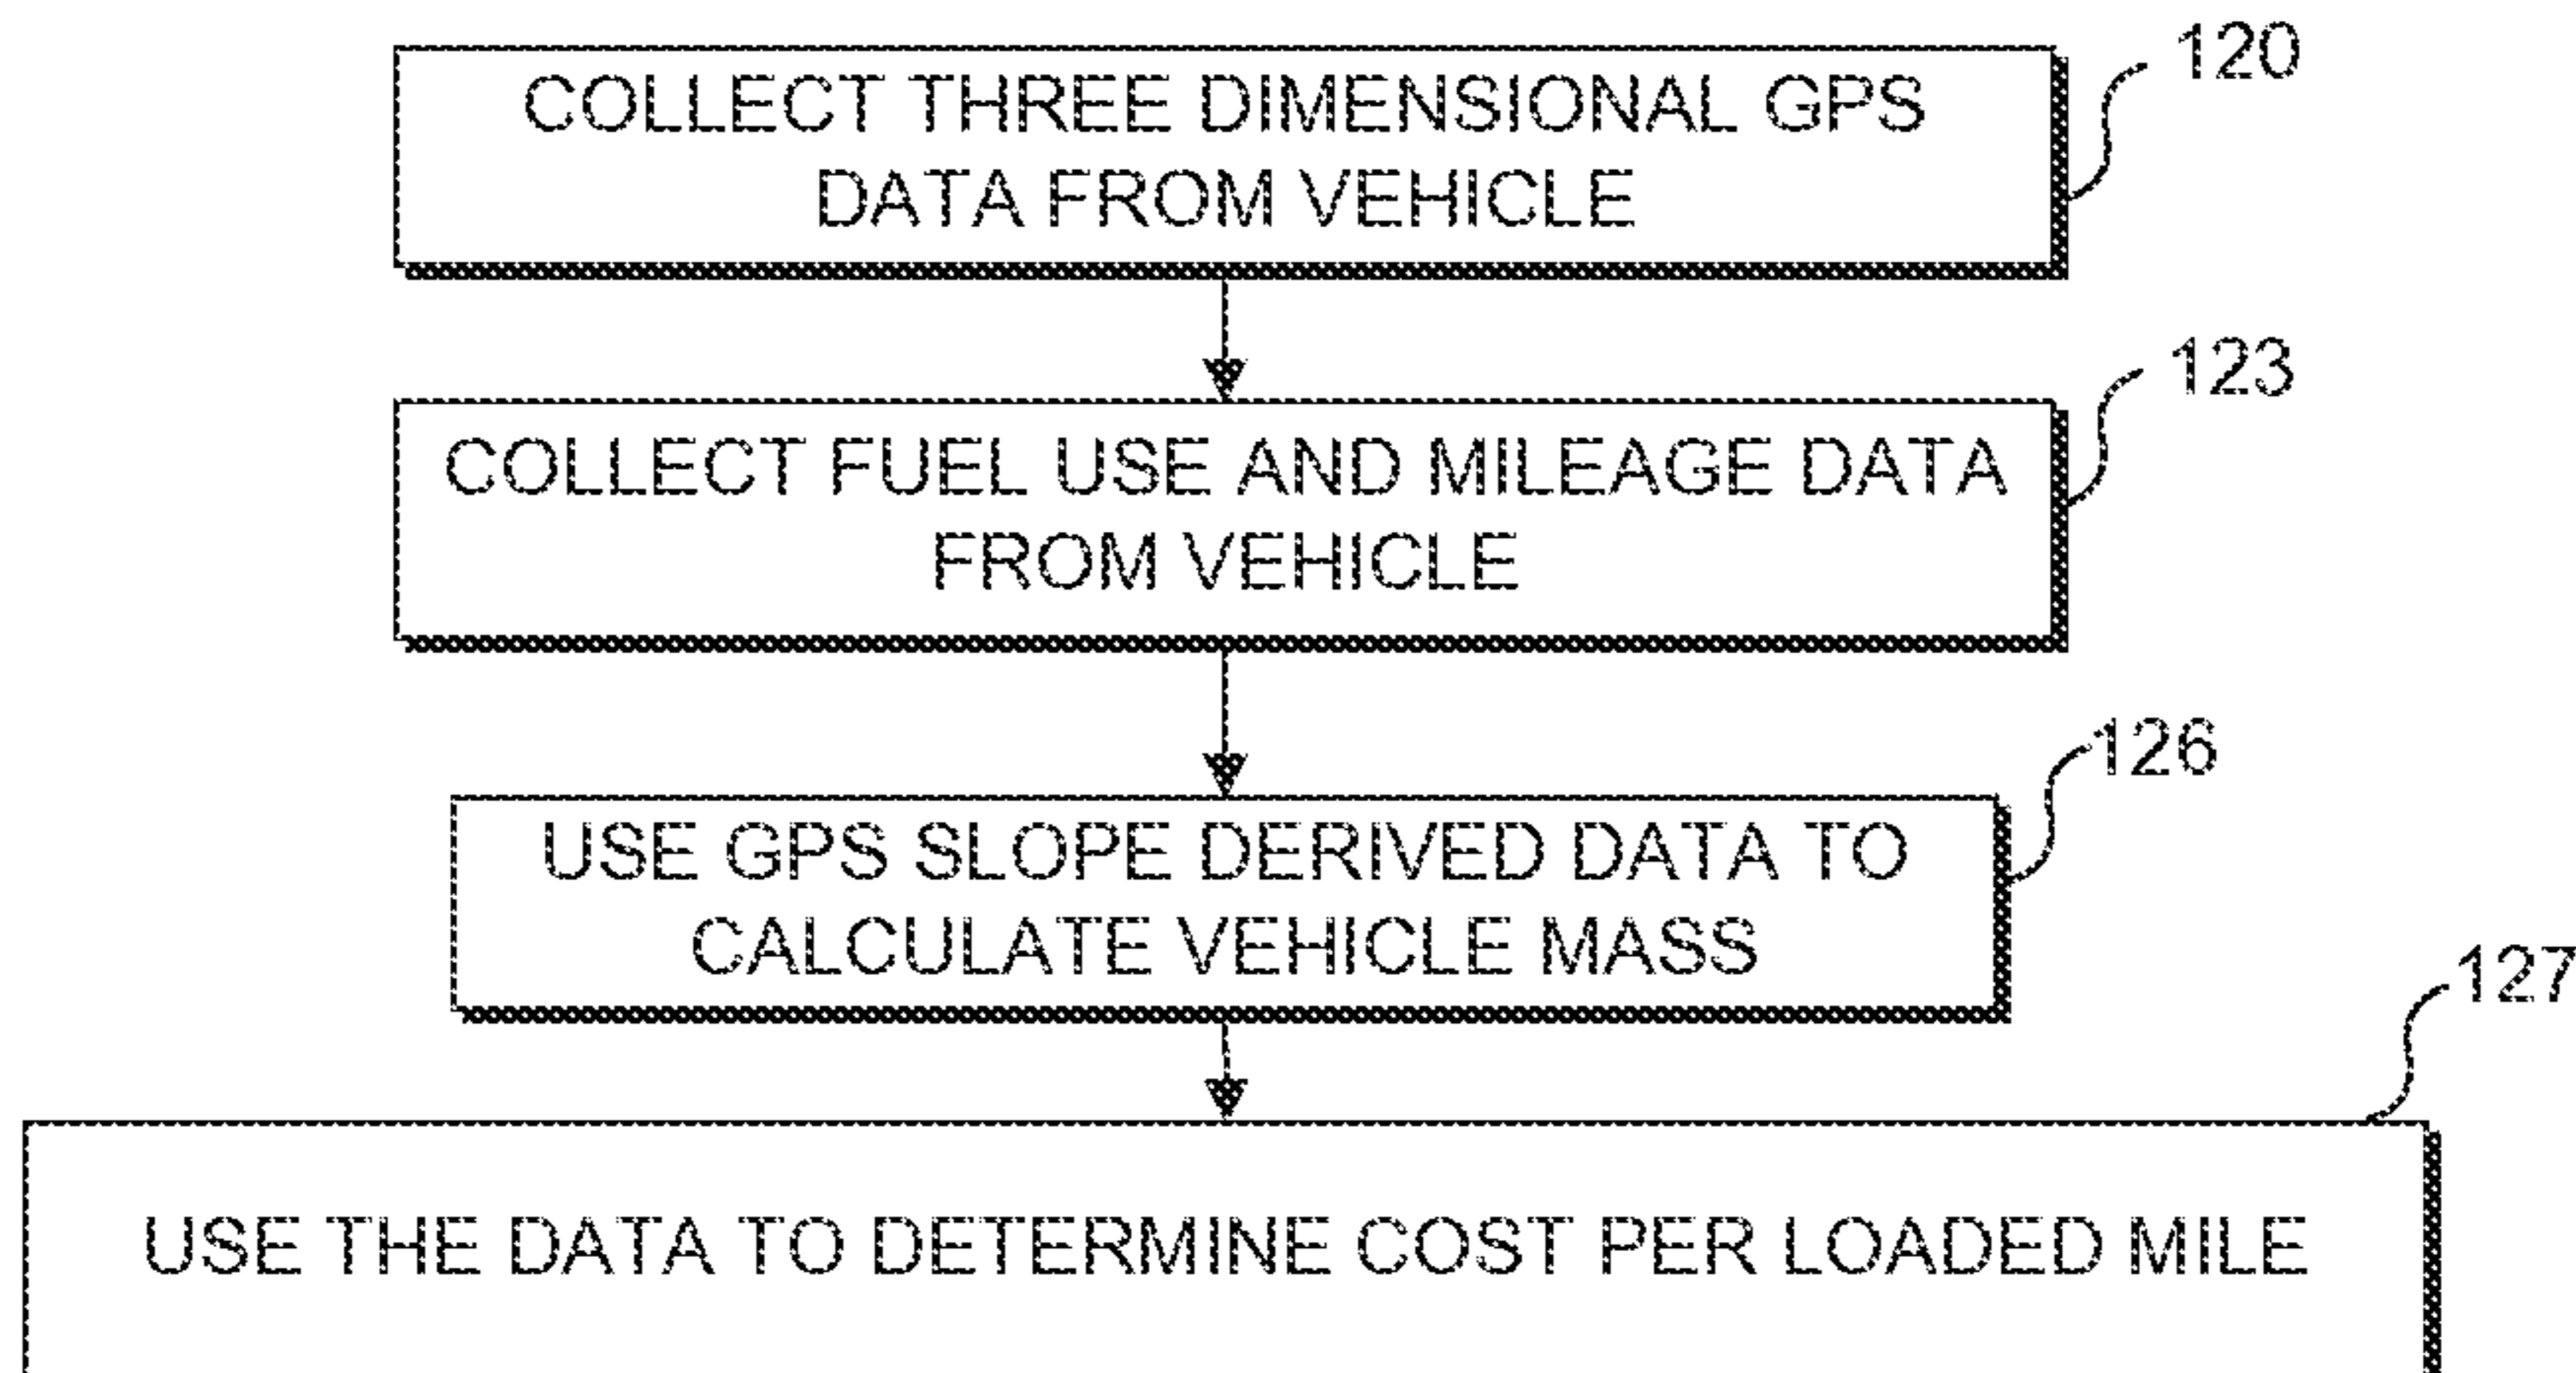 COLLECT THREE DIMENSIONAL GPS
DATA FROM VEHICLE
120
COLLECT FUEL USE AND MILEAGE DATA
FROM VEHICLE
123
USE GPS SLOPE DERIVED DATA TO
CALCULATE VEHICLE MASS
126
USE THE DATA TO DETERMINE COST PER LOADED MILE
127